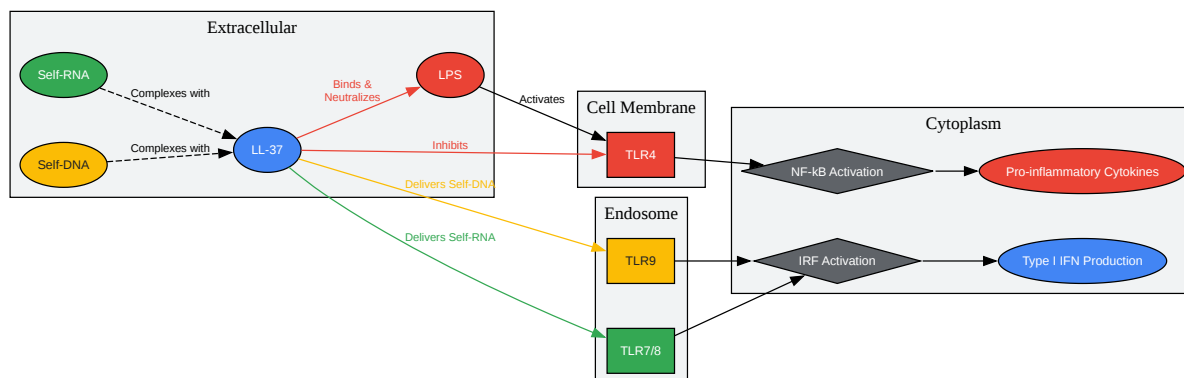 Extracellular
Self-RNA
Complexes with
Self-DNA
Complexes with
LL-37
Binds &
Neutralizes
LPS
Activates
Inhibits
Delivers Self-DNA
Delivers Self-RNA
Cell Membrane
TLR4
Endosome
TLR9
TLR7/8
Cytoplasm
NF-kB Activation
Pro-inflammatory Cytokines
IRF Activation
Type I IFN Production